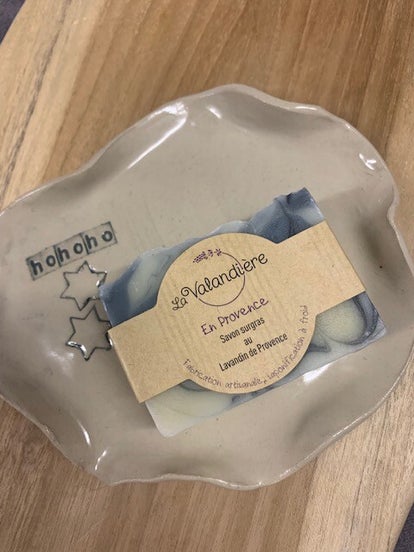 hohoho
La Valandière
En Provence
Savon surgras
au
Lavandin de Provence
Fabrication artisanale, saponification à froid